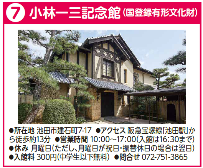 7 小林一三記念館(国登録有形文化財)
●所在地 池田市建石町7-17 ●アクセス 阪急宝塚線「池田駅」か
ら徒歩約13分 ●営業時間 10:00〜17:00(入館は16:30まで)
●休み 月曜日(ただし、月曜日が祝日・振替休日の場合は翌日)
●入館料 300円(中学生以下無料) ●問合せ 072-751-3865